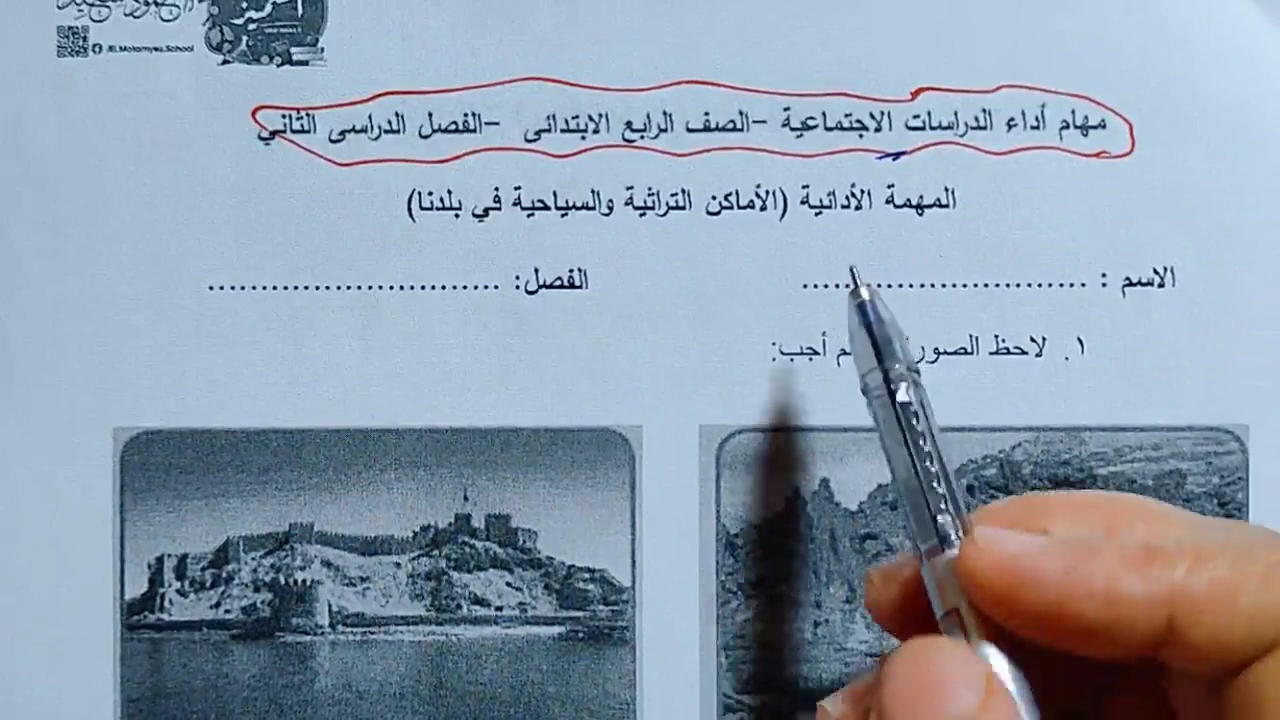 /El.Motamyez.School
مهام أداء الدراسات الاجتماعية –الصف الرابع الابتدائى –الفصل الدراسى الثاني
المهمة الأدائية (الأماكن التراثية والسياحية في بلدنا)
الاسم : ........................... الفصل: ............................
١. لاحظ الصور أجب: